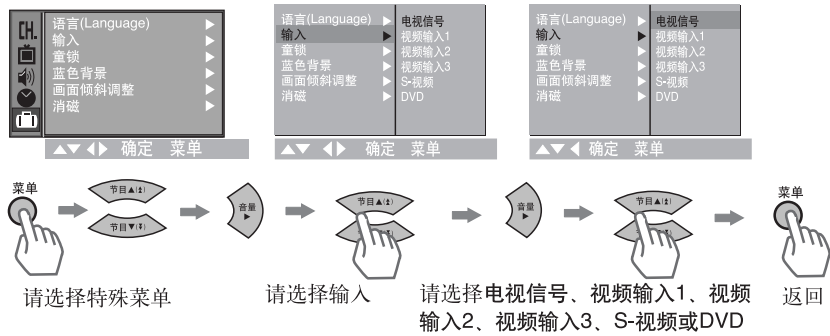 CH.
语言(Language) ▶
输入 ▶
童锁 ▶
蓝色背景 ▶
画面倾斜调整 ▶
消磁 ▶
▲▼ ◀▶ 确定 菜单
语言(Language) ▶ 电视信号
输入 ▶ 视频输入1
童锁 ▶ 视频输入2
蓝色背景 ▶ 视频输入3
画面倾斜调整 ▶ S-视频
消磁 ▶ DVD
▲▼ ◀▶ 确定 菜单
语言(Language) ▶ 电视信号
输入 ▶ 视频输入1
童锁 ▶ 视频输入2
蓝色背景 ▶ 视频输入3
画面倾斜调整 ▶ S-视频
消磁 ▶ DVD
▲▼ ◀ 确定 菜单
菜单
节目▲(⯭)
节目▼(⯯)
音量
▶
节目▲(⯭)
音量
▶
节目▲(⯭)
菜单
请选择特殊菜单
请选择输入
请选择电视信号、视频输入1、视频
输入2、视频输入3、S-视频或DVD
返回